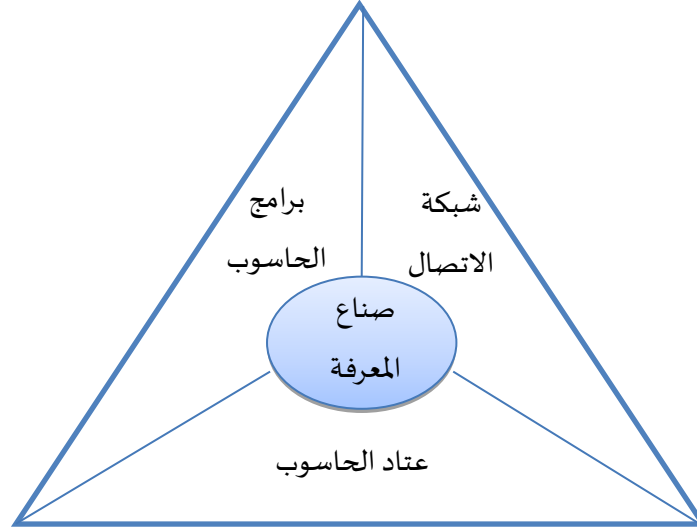 شبكة
الاتصال
برامج
الحاسوب
صناع
المعرفة
عتاد الحاسوب